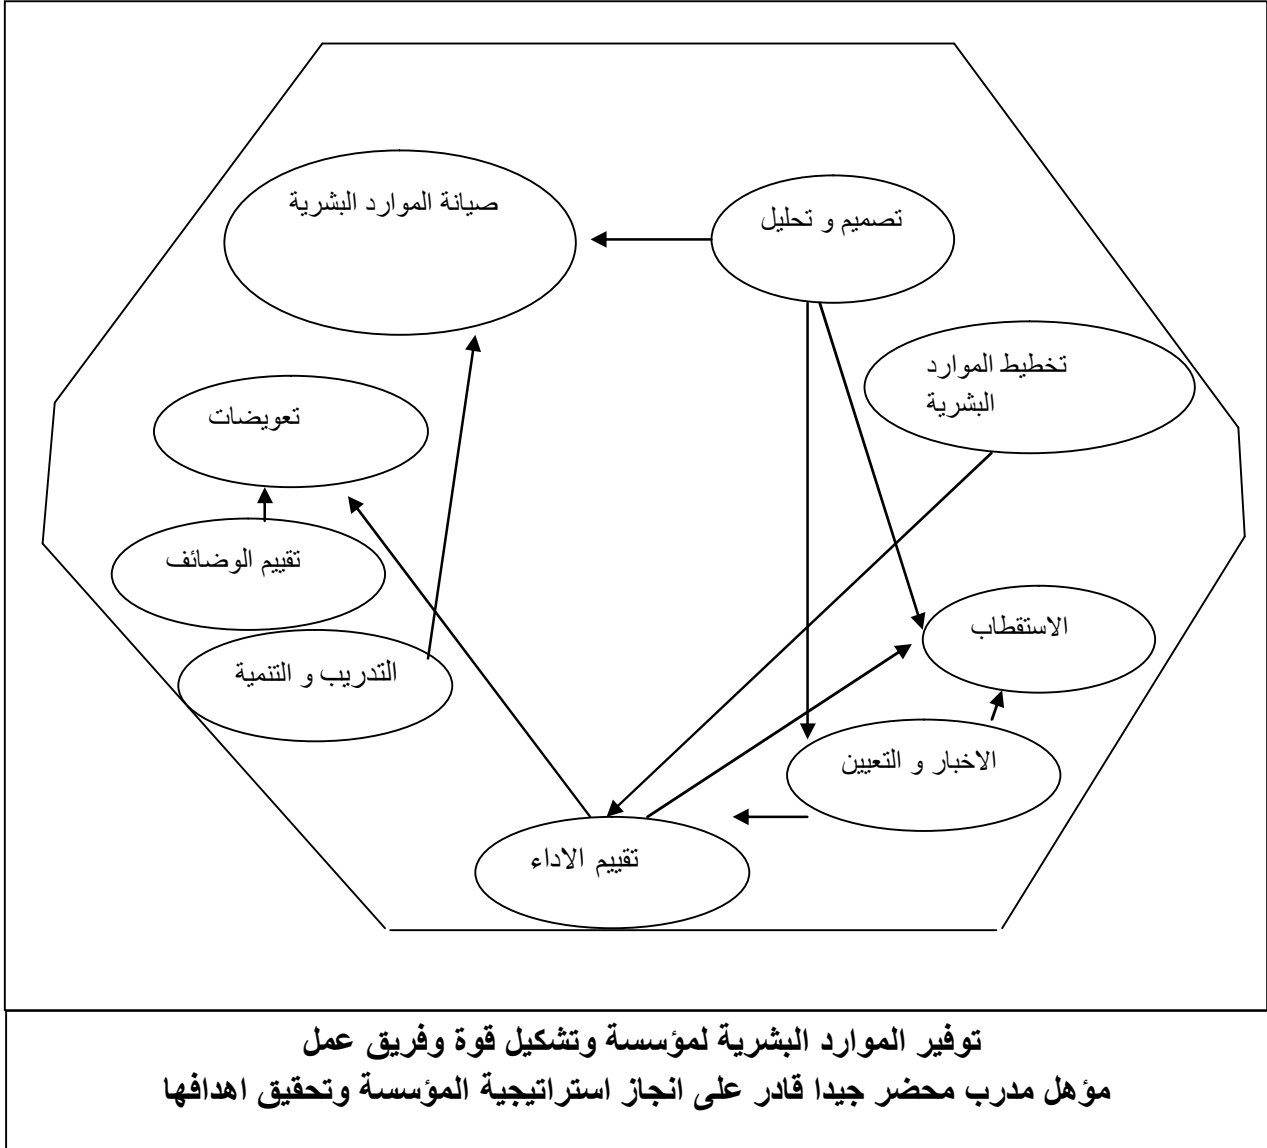 صيانة الموارد البشرية
تصميم و تحليل
تخطيط الموارد
البشرية
تعويضات
تقييم الوضائف
الاستقطاب
التدريب و التنمية
الاخبار و التعيين
تقييم الاداء
توفير الموارد البشرية لمؤسسة وتشكيل قوة وفريق عمل
مؤهل مدرب محضر جيدا قادر على انجاز استراتيجية المؤسسة وتحقيق اهدافها